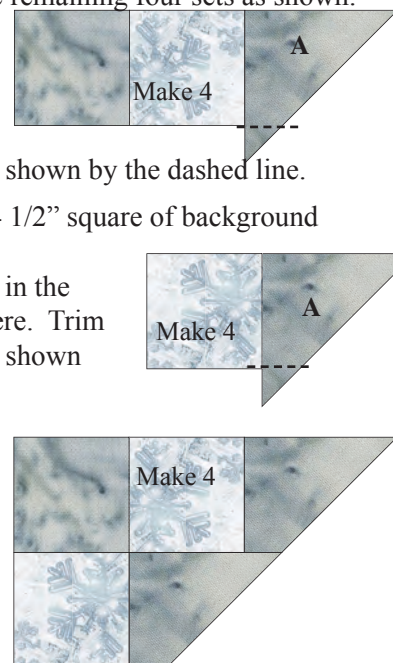 remaining four sets as shown.
A
Make 4
shown by the dashed line.
1/2” square of background
in the
A
ere. Trim
Make 4
shown
Make 4